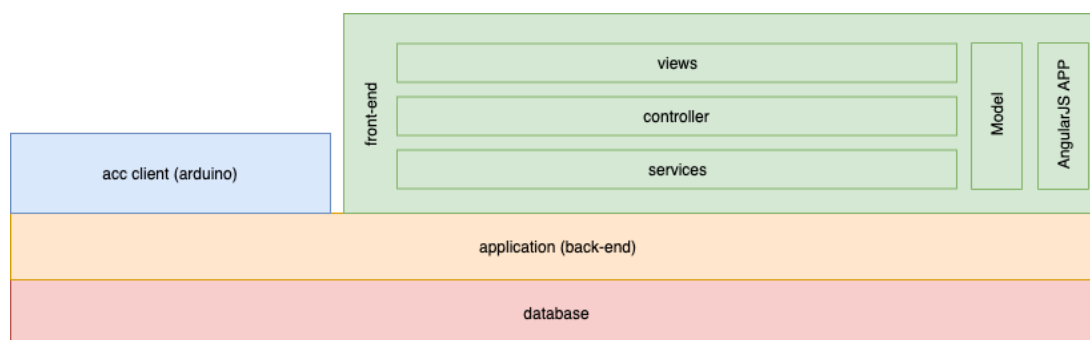 front-end
views
controller
services
Model
AngularJS APP
acc client (arduino)
application (back-end)
database